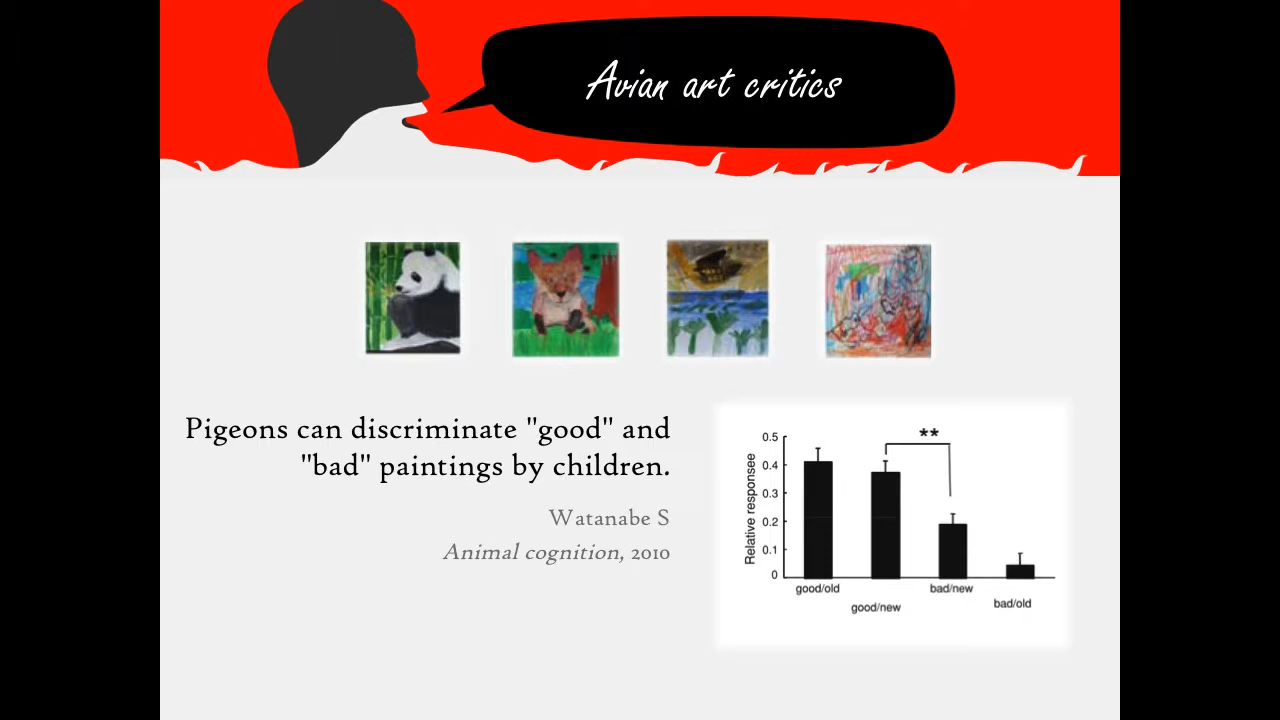 Avian art critics
Pigeons can discriminate "good" and
"bad" paintings by children.
Watanabe S
Animal cognition, 2010
**
0.5
0.4
0.3
0.2
0.1
0
Relative responsee
good/old
good/new
bad/new
bad/old